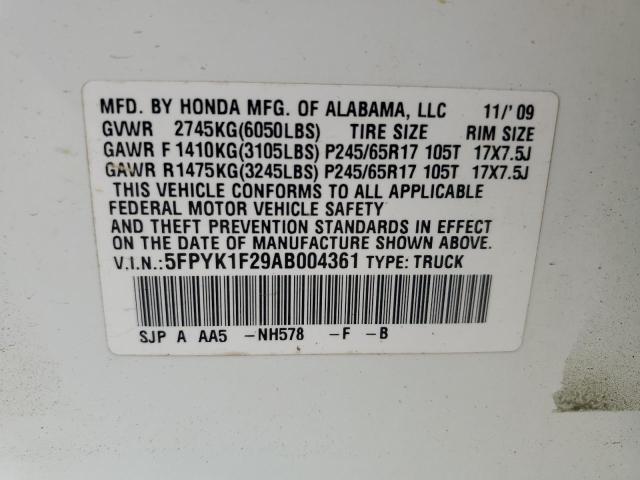 MFD. BY HONDA MFG. OF ALABAMA, LLC 11/'09
GVWR 2745KG(6050LBS) TIRE SIZE RIM SIZE
GAWR F 1410KG(3105LBS) P245/65R17 105T 17X7.5J
GAWR R 1475KG(3245LBS) P245/65R17 105T 17X7.5J
THIS VEHICLE CONFORMS TO ALL APPLICABLE
FEDERAL MOTOR VEHICLE SAFETY
AND THEFT PREVENTION STANDARDS IN EFFECT
ON THE DATE OF MANUFACTURE SHOWN ABOVE.
V.I.N.:5FPYK1F29AB004361 TYPE: TRUCK
SJP A AA5 -NH578 -F -B